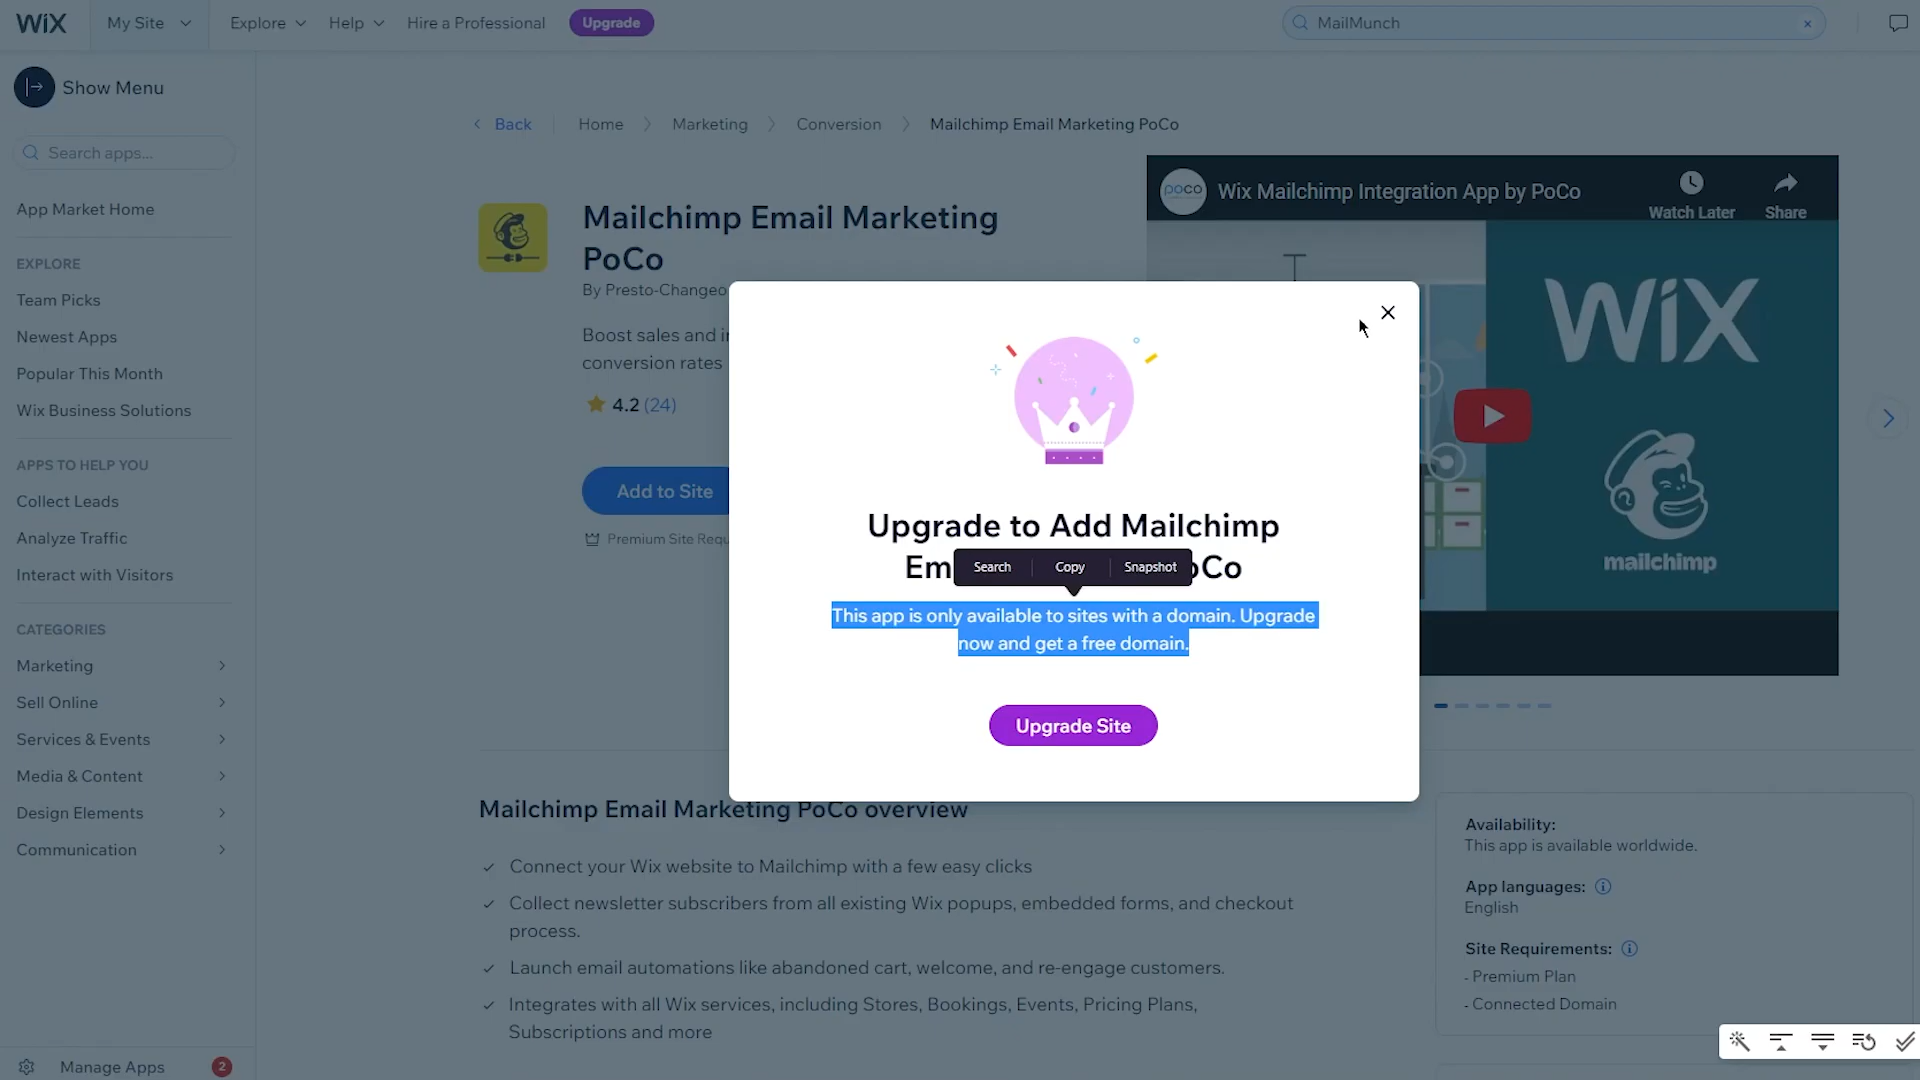 WiX
My Site
Explore
Help
Hire a Professional
Upgrade
MailMunch
Show Menu
Search apps...
App Market Home
EXPLORE
Team Picks
Newest Apps
Popular This Month
Wix Business Solutions
APPS TO HELP YOU
Collect Leads
Analyze Traffic
Interact with Visitors
CATEGORIES
Marketing
Sell Online
Services & Events
Media & Content
Design Elements
Communication
Manage Apps
2
Back
Home
Marketing
Conversion
Mailchimp Email Marketing PoCo
Mailchimp Email Marketing
PoCo
By Presto-Changeo
Boost sales and
conversion rates
4.2 (24)
Add to Site
Premium Site
poco
Wix Mailchimp Integration App by PoCo
Watch Later
Share
WiX
mailchimp
Upgrade to Add Mailchimp
Search
Copy
Snapshot
This app is only available to sites with a domain. Upgrade
now and get a free domain.
Upgrade Site
Mailchimp Email Marketing PoCo overview
Connect your Wix website to Mailchimp with a few easy clicks
Collect newsletter subscribers from all existing Wix popups, embedded forms, and checkout
process.
Launch email automations like abandoned cart, welcome, and re-engage customers.
Integrates with all Wix services, including Stores, Bookings, Events, Pricing Plans,
Subscriptions and more
Availability:
This app is available worldwide.
App languages:
English
Site Requirements:
- Premium Plan
- Connected Domain